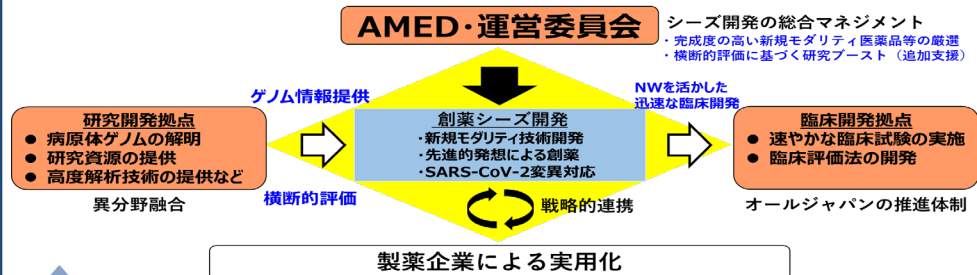 AMED・運営委員会
シーズ開発の総合マネジメント
・完成度の高い新規モダリティ医薬品等の厳選
・横断的評価に基づく研究ブースト（追加支援）
ゲノム情報提供
NWを活かした
迅速な臨床開発
研究開発拠点
● 病原体ゲノムの解明
● 研究資源の提供
● 高度解析技術の提供など
異分野融合
横断的評価
創薬シーズ開発
・新規モダリティ技術開発
・先進的発想による創薬
・SARS-CoV-2変異対応
戦略的連携
臨床開発拠点
● 速やかな臨床試験の実施
● 臨床評価法の開発
オールジャパンの推進体制
製薬企業による実用化